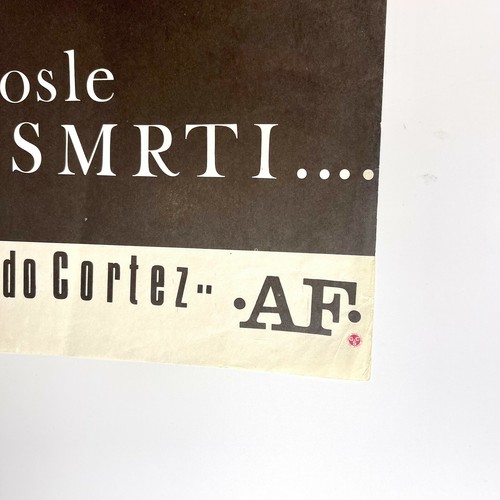 osle
SMRTI....
do Cortez..
·AF·